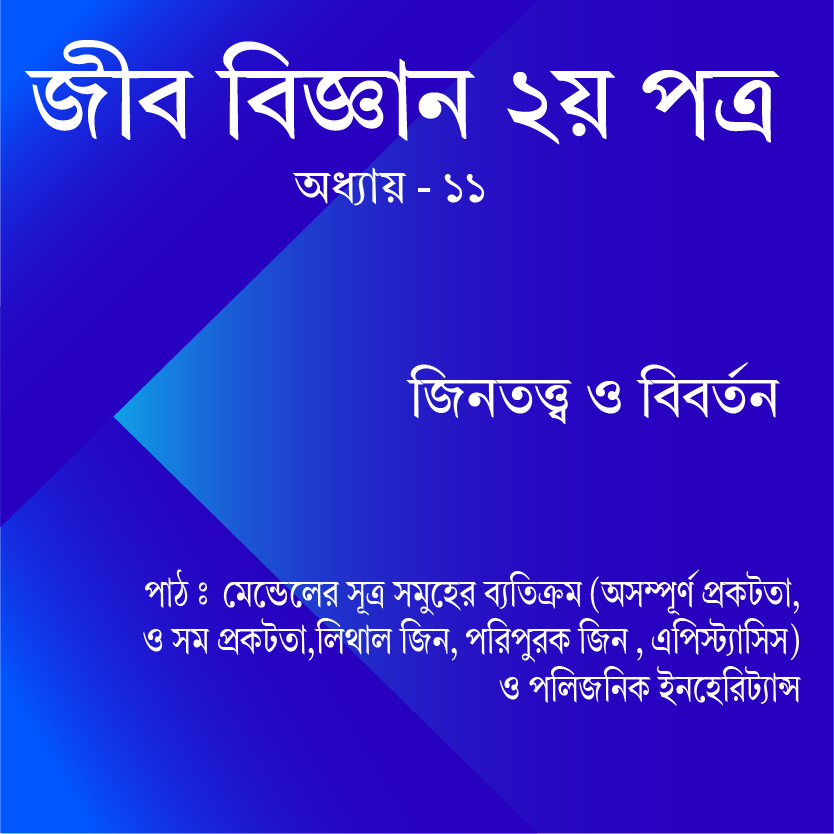 জীব বিজ্ঞান ২য় পত্র
অধ্যায় - ১১
জিনতত্ত্ব ও বিবর্তন
পাঠ ঃ মেন্ডেলের সূত্র সমুহের ব্যতিক্রম (অসম্পূর্ণ প্রকটতা,
ও সম প্রকটতা,লিথাল জিন, পরিপুরক জিন , এপিস্ট্যাসিস)
ও পলিজনিক ইনহেরিট্যান্স